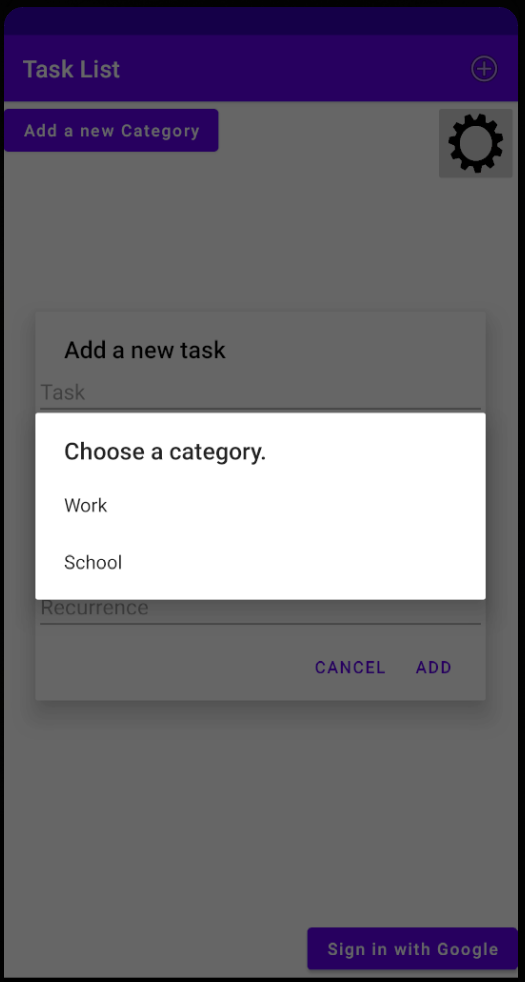 Task List
Add a new Category
Add a new task
Task
Choose a category.
Work
School
Recurrence
CANCEL ADD
Sign in with Google